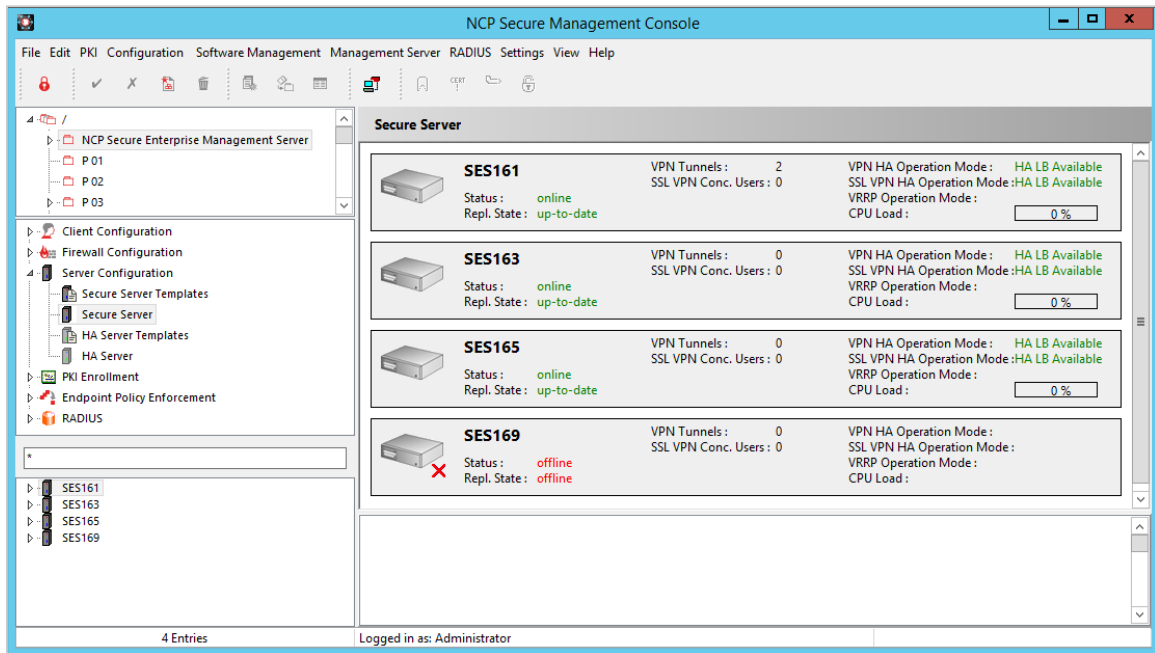 NCP Secure Management Console
File Edit PKI Configuration Software Management Management Server RADIUS Settings View Help
CERT
/
NCP Secure Enterprise Management Server
P 01
P 02
P 03
Client Configuration
Firewall Configuration
Server Configuration
Secure Server Templates
Secure Server
HA Server Templates
HA Server
PKI Enrollment
Endpoint Policy Enforcement
RADIUS
*
SES161
SES163
SES165
SES169
4 Entries
Secure Server
SES161
Status : online
Repl. State : up-to-date
VPN Tunnels : 2
SSL VPN Conc. Users : 0
VPN HA Operation Mode : HA LB Available
SSL VPN HA Operation Mode :HA LB Available
VRRP Operation Mode :
CPU Load : 0 %
SES163
Status : online
Repl. State : up-to-date
VPN Tunnels : 0
SSL VPN Conc. Users : 0
VPN HA Operation Mode : HA LB Available
SSL VPN HA Operation Mode :HA LB Available
VRRP Operation Mode :
CPU Load : 0 %
SES165
Status : online
Repl. State : up-to-date
VPN Tunnels : 0
SSL VPN Conc. Users : 0
VPN HA Operation Mode : HA LB Available
SSL VPN HA Operation Mode :HA LB Available
VRRP Operation Mode :
CPU Load : 0 %
SES169
Status : offline
Repl. State : offline
VPN Tunnels : 0
SSL VPN Conc. Users : 0
VPN HA Operation Mode :
SSL VPN HA Operation Mode :
VRRP Operation Mode :
CPU Load :
Logged in as: Administrator